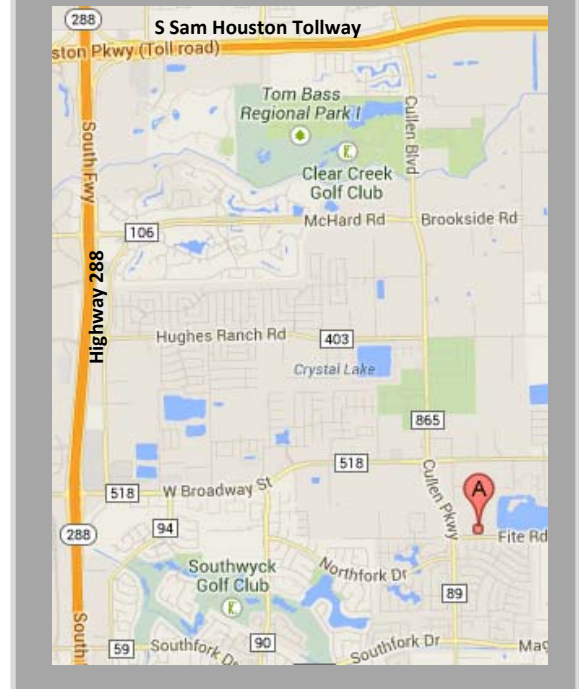 288
S Sam Houston Tollway
ston Pkwy (Toll road)
Tom Bass
Regional Park I
Cullen Blvd
South Fwy
Clear Creek
Golf Club
McHard Rd
Brookside Rd
106
Highway 288
Hughes Ranch Rd
403
Crystal Lake
865
518
Cullen Pkwy
518
W Broadway St
A
94
288
Fite Rd
Northfork Dr
Southwyck
Golf Club
89
South
59
Southfork Dr
90
Southfork Dr
Mag